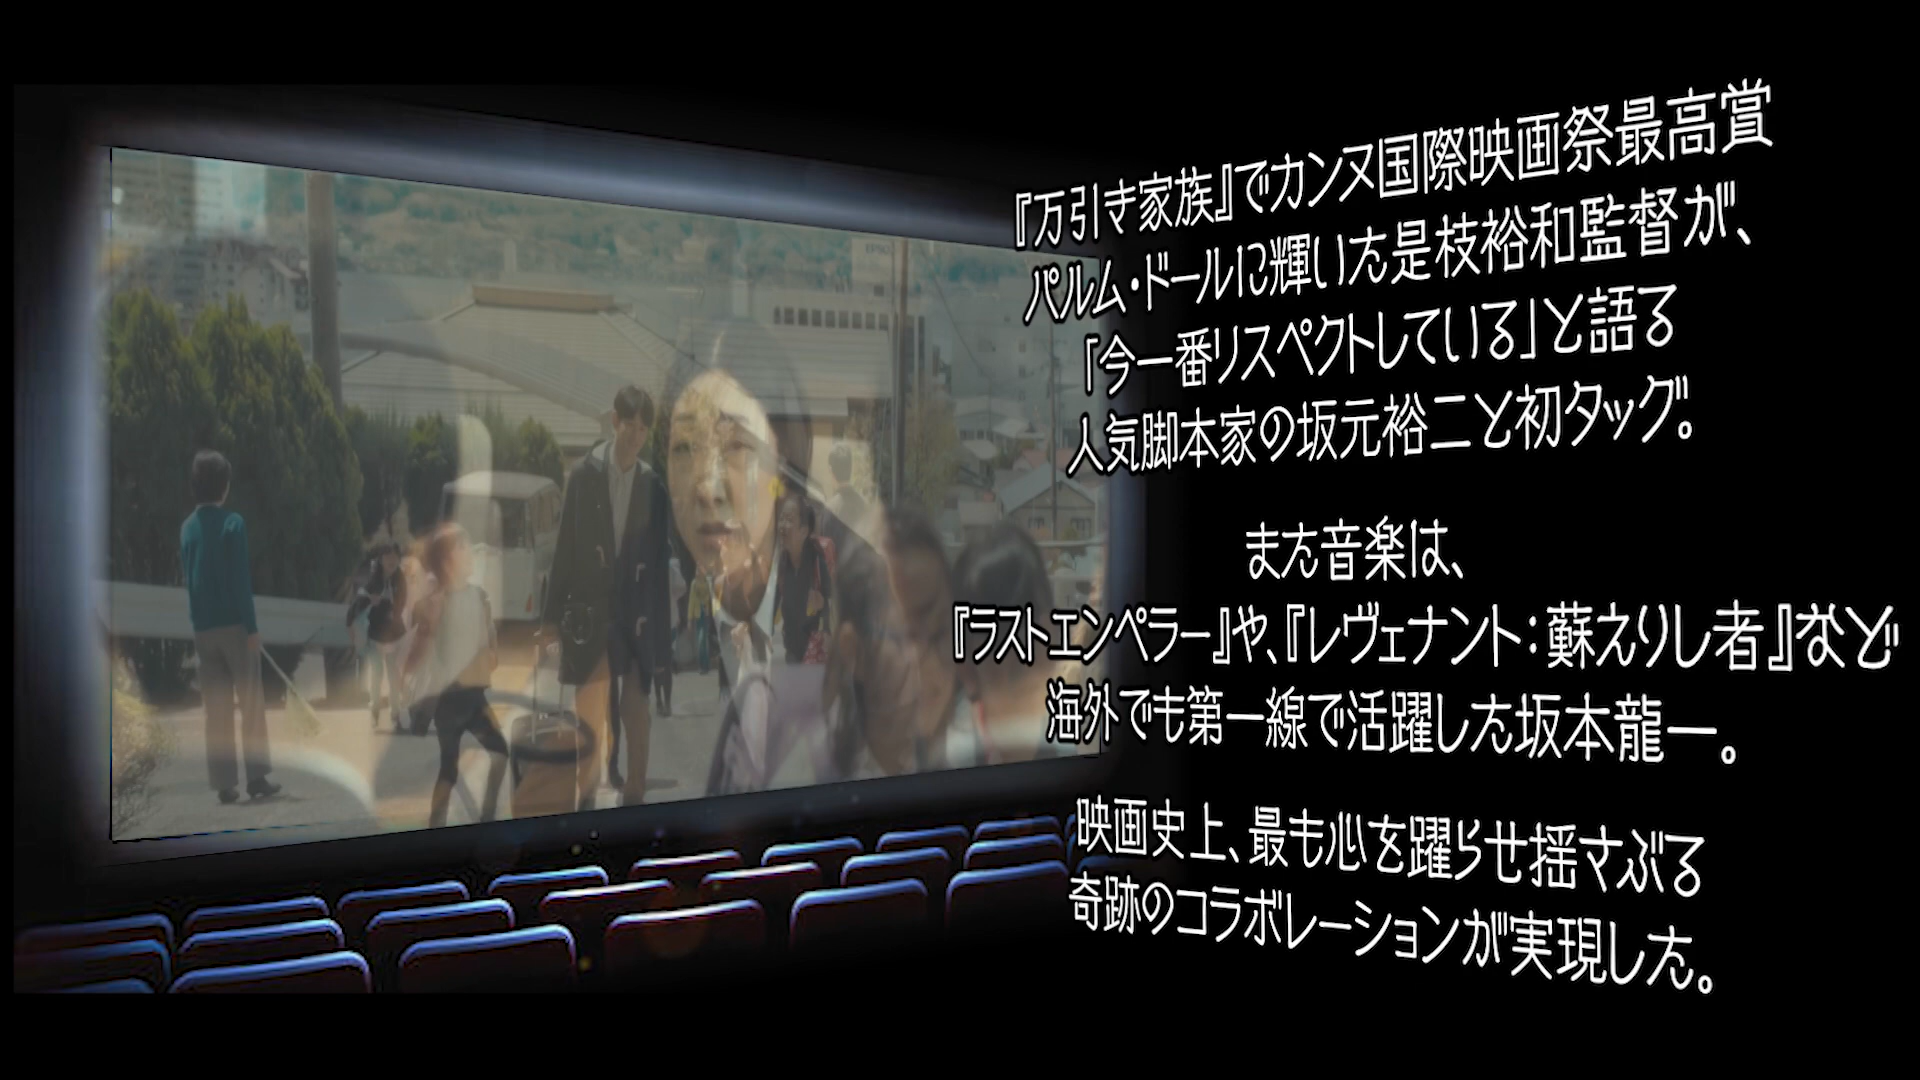 『万引き家族』でカンヌ国際映画祭最高賞
パルム・ドールに輝いた是枝裕和監督が、
「今一番リスペクトしている」と語る
人気脚本家の坂元裕二と初タッグ。
また音楽は、
『ラストエンペラー』や、『レヴェナント：蘇えりし者』など
海外でも第一線で活躍した坂本龍一。
映画史上、最も心を躍らせ揺さぶる
奇跡のコラボレーションが実現した。